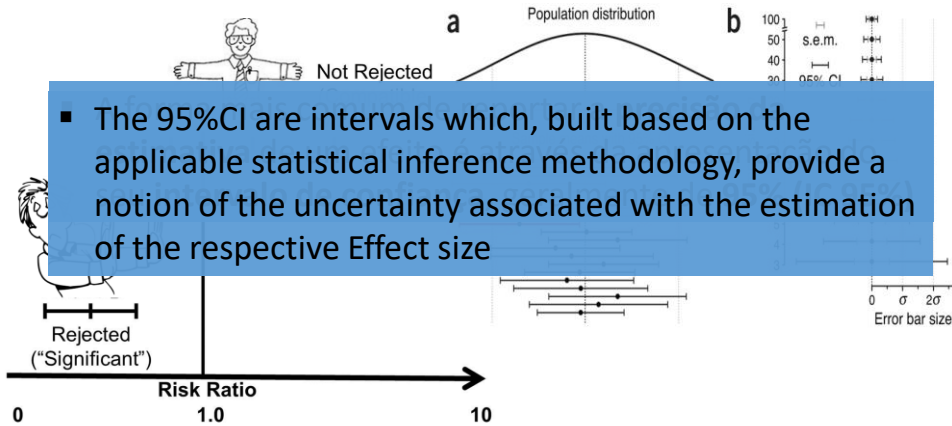 a
Population distribution
b
100
s.e.m.
50
40
30
95% CI
Not Rejected
▪ The 95%CI are intervals which, built based on the
applicable statistical inference methodology, provide a
notion of the uncertainty associated with the estimation
of the respective Effect size
0 σ 2σ
Error bar size
Rejected
("Significant")
Risk Ratio
0 1.0 10